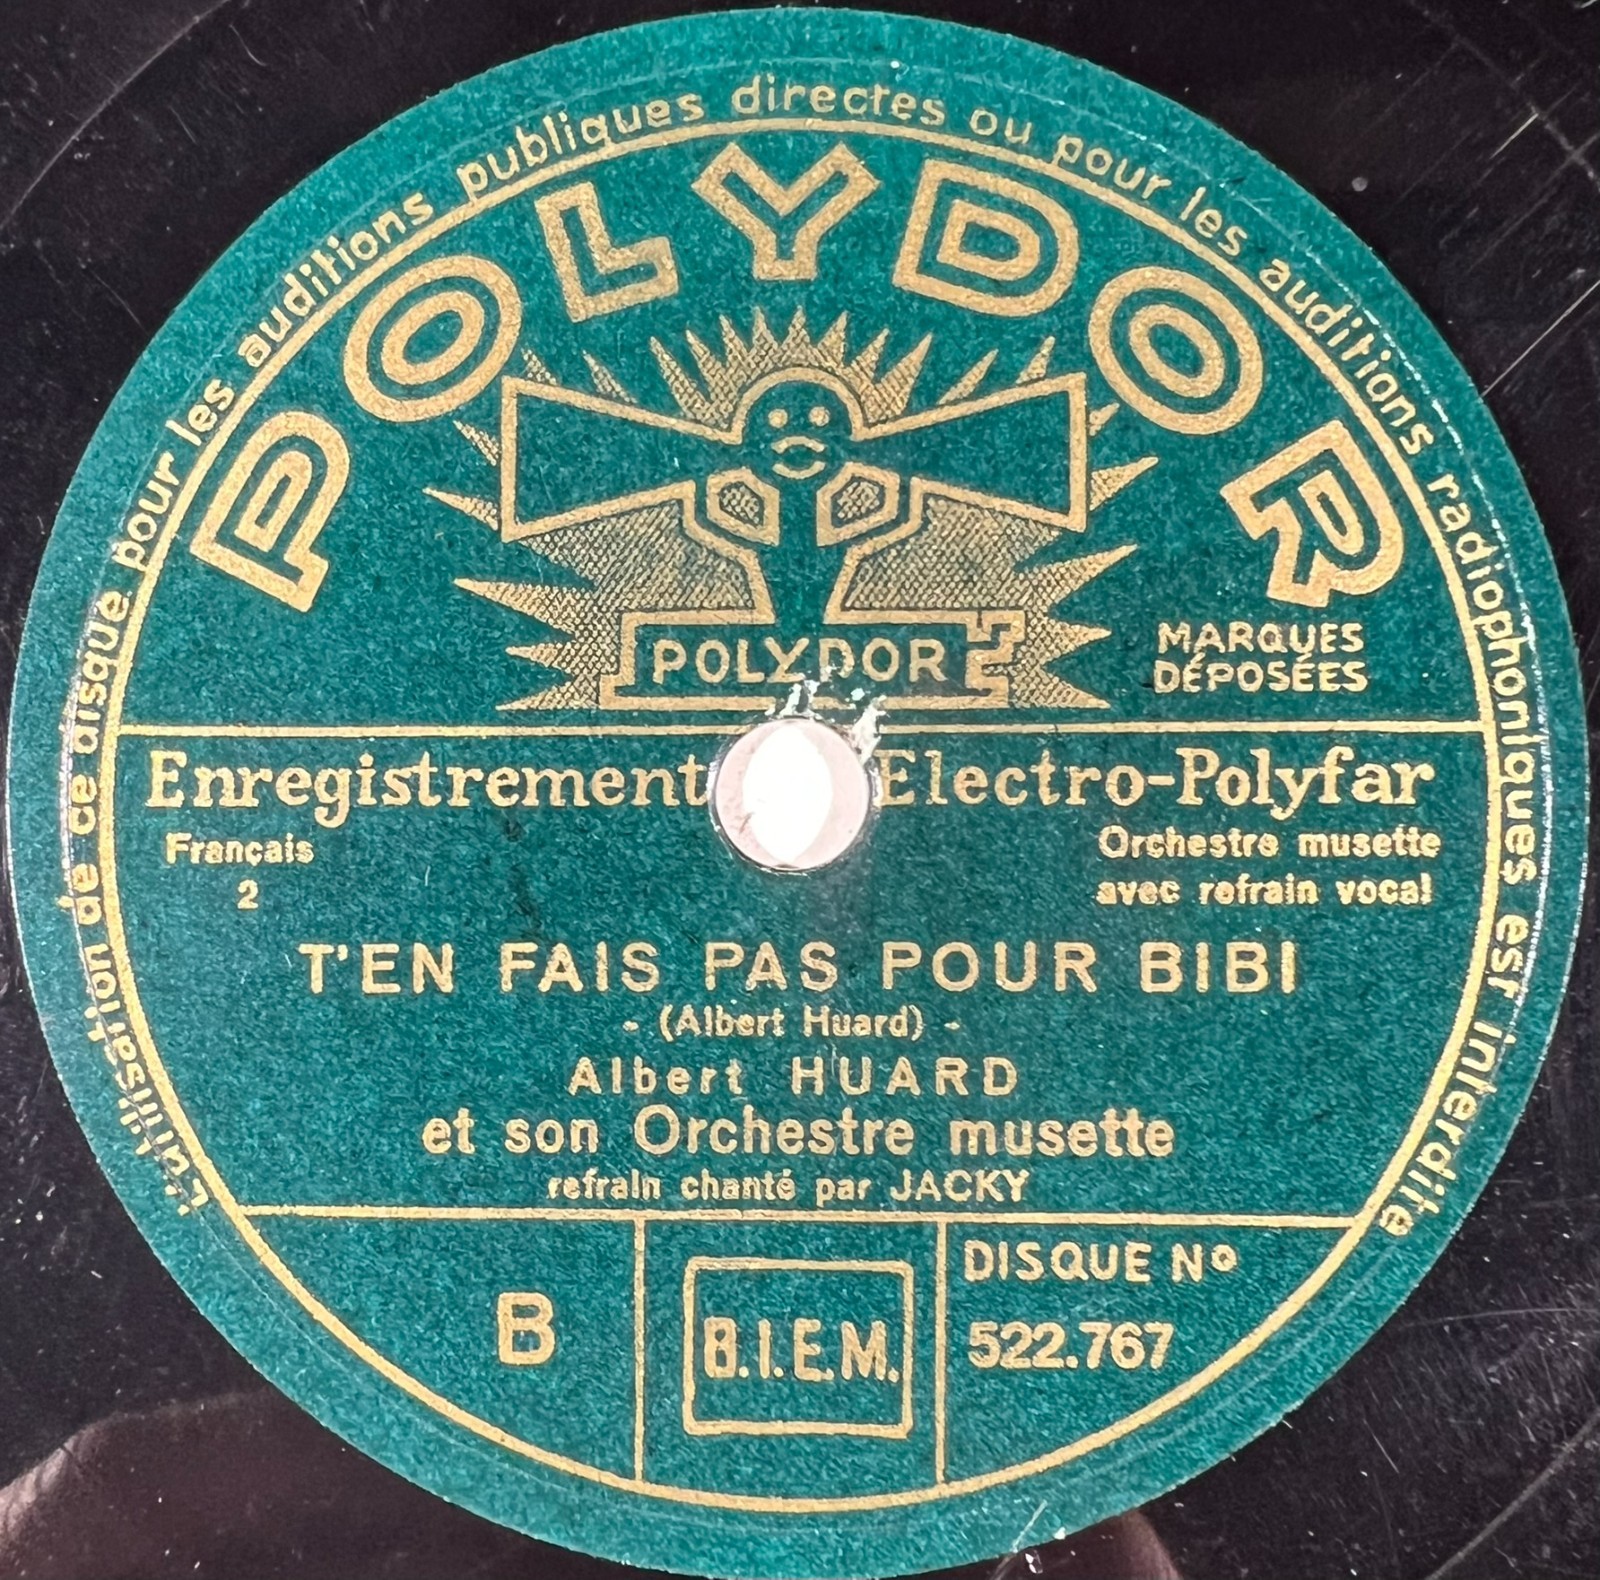 L'utilisation de ce disque pour les auditions publiques directes ou pour les auditions radiophoniques est interdite
POLYDOR
POLYDOR
MARQUES
DÉPOSÉES
Enregistrement Electro-Polyfar
Français
2
Orchestre musette
avec refrain vocal
T'EN FAIS PAS POUR BIBI
- (Albert Huard) -
Albert HUARD
et son Orchestre musette
refrain chanté par JACKY
B
B.I.E.M.
DISQUE Nº
522.767